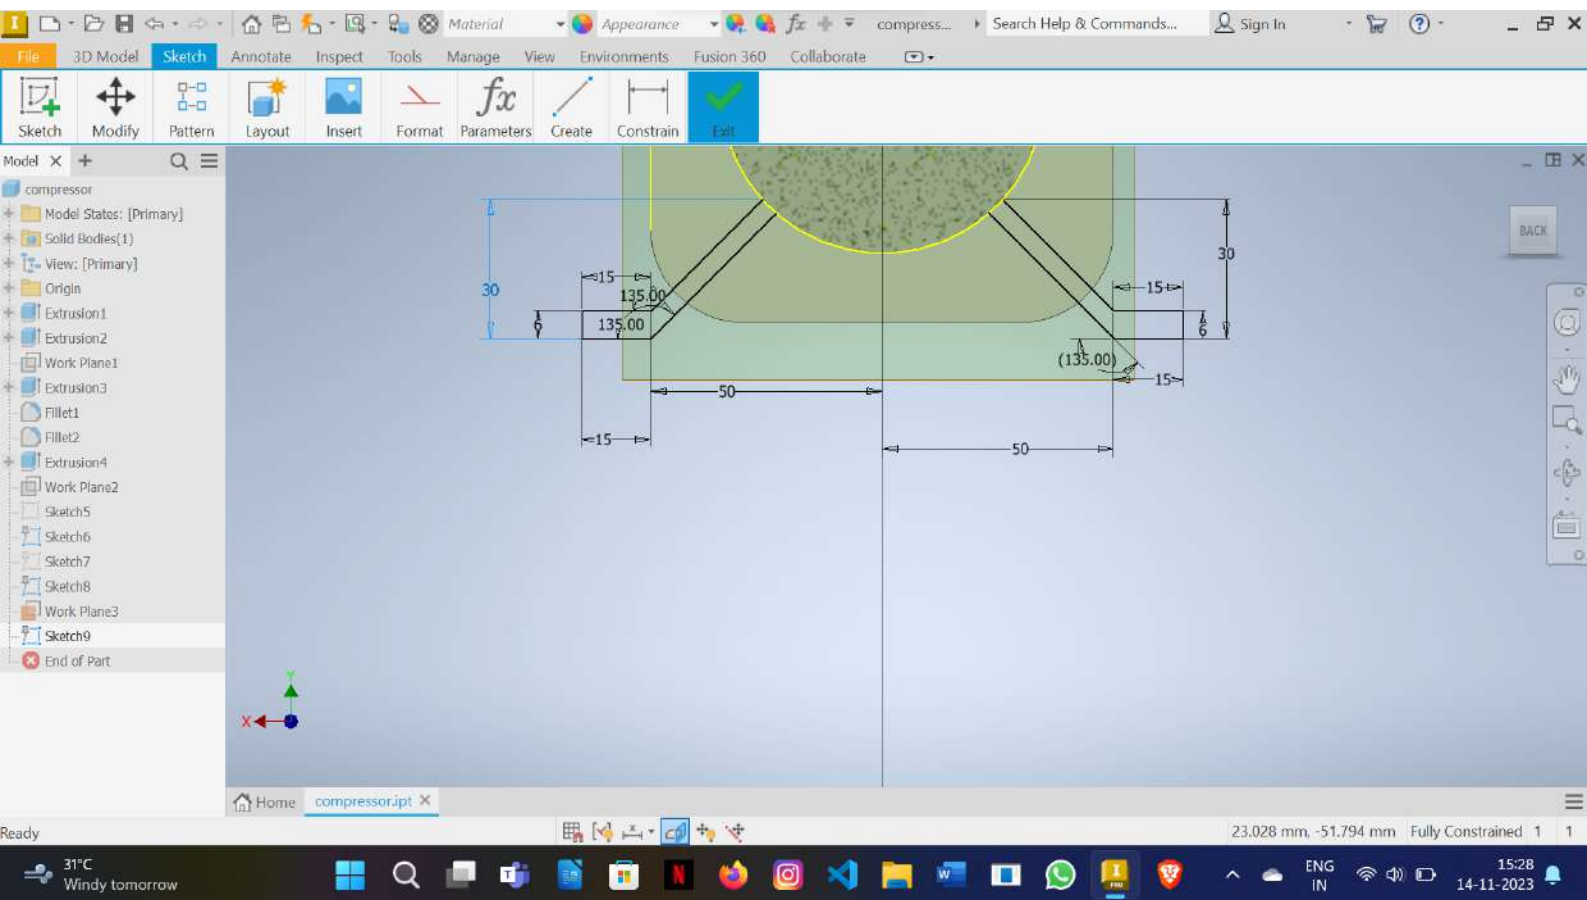 I Material Appearance fx compress... Search Help & Commands... Sign In ?
File 3D Model Sketch Annotate Inspect Tools Manage View Environments Fusion 360 Collaborate
fx
Sketch Modify Pattern Layout Insert Format Parameters Create Constrain Exit
Model X +
compressor
Model States: [Primary]
Solid Bodies(1)
View: [Primary]
Origin
Extrusion1
Extrusion2
Work Plane1
Extrusion3
Fillet1
Fillet2
Extrusion4
Work Plane2
Sketch5
Sketch6
Sketch7
Sketch8
Work Plane3
Sketch9
End of Part
BACK
30
15
135.00
30
135.00
6
15
6
(135.00)
15
50
15
50
Y
X
Home compressor.ipt X
Ready
23.028 mm, -51.794 mm Fully Constrained 1 1
31°C
Windy tomorrow
N
W
I
PRO
ENG
IN
15:28
14-11-2023